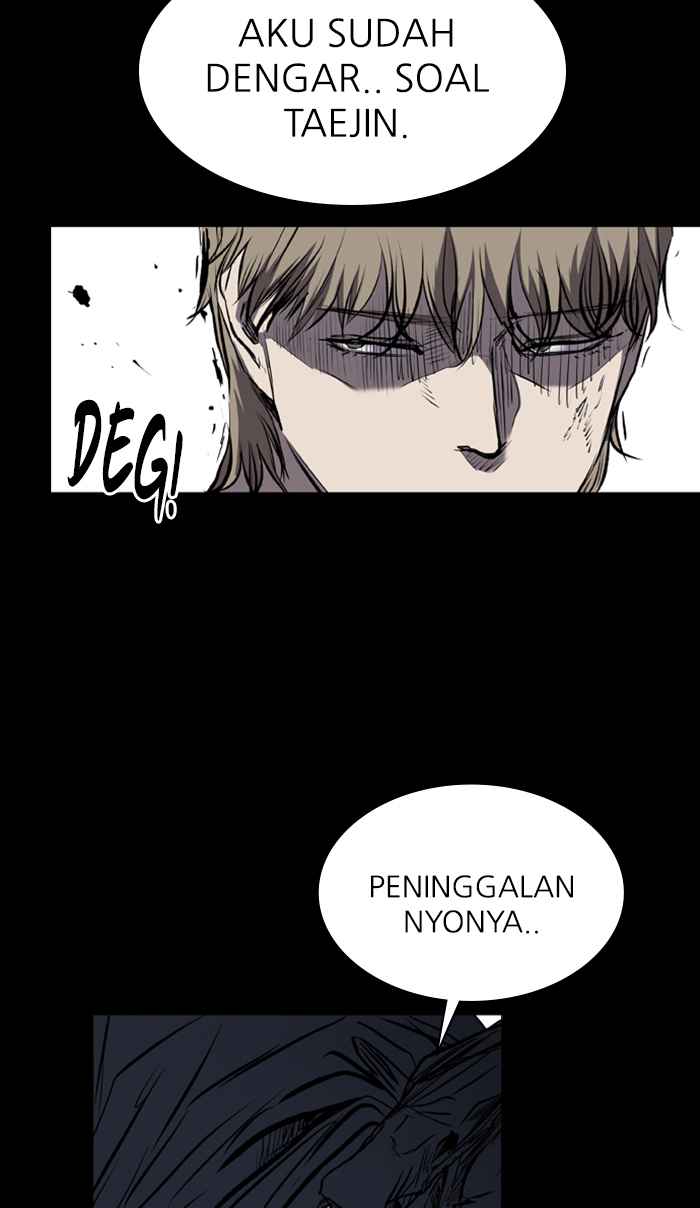 AKU SUDAH
DENGAR.. SOAL
TAEJIN.
DEG!
PENINGGALAN
NYONYA..